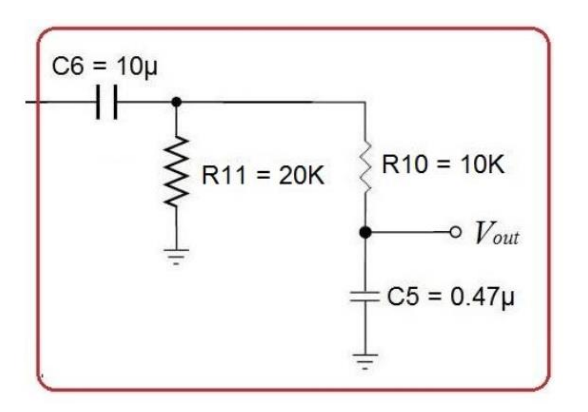 C6 = 10µ
R11 = 20K
R10 = 10K
Vout
C5 = 0.47µ